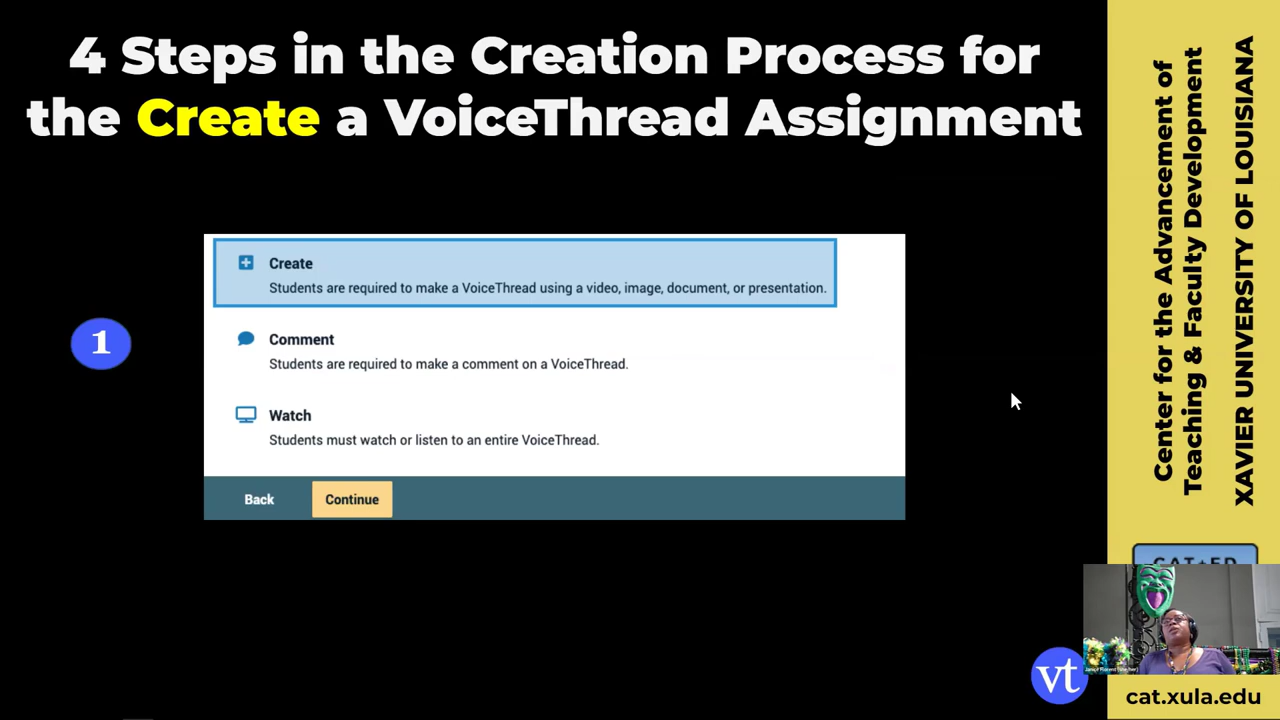 4 Steps in the Creation Process for
the Create a VoiceThread Assignment
1
Create
Students are required to make a VoiceThread using a video, image, document, or presentation.
Comment
Students are required to make a comment on a VoiceThread.
Watch
Students must watch or listen to an entire VoiceThread.
Back
Continue
Center for the Advancement of
Teaching & Faculty Development
XAVIER UNIVERSITY OF LOUISIANA
CAT+ED
vt
cat.xula.edu